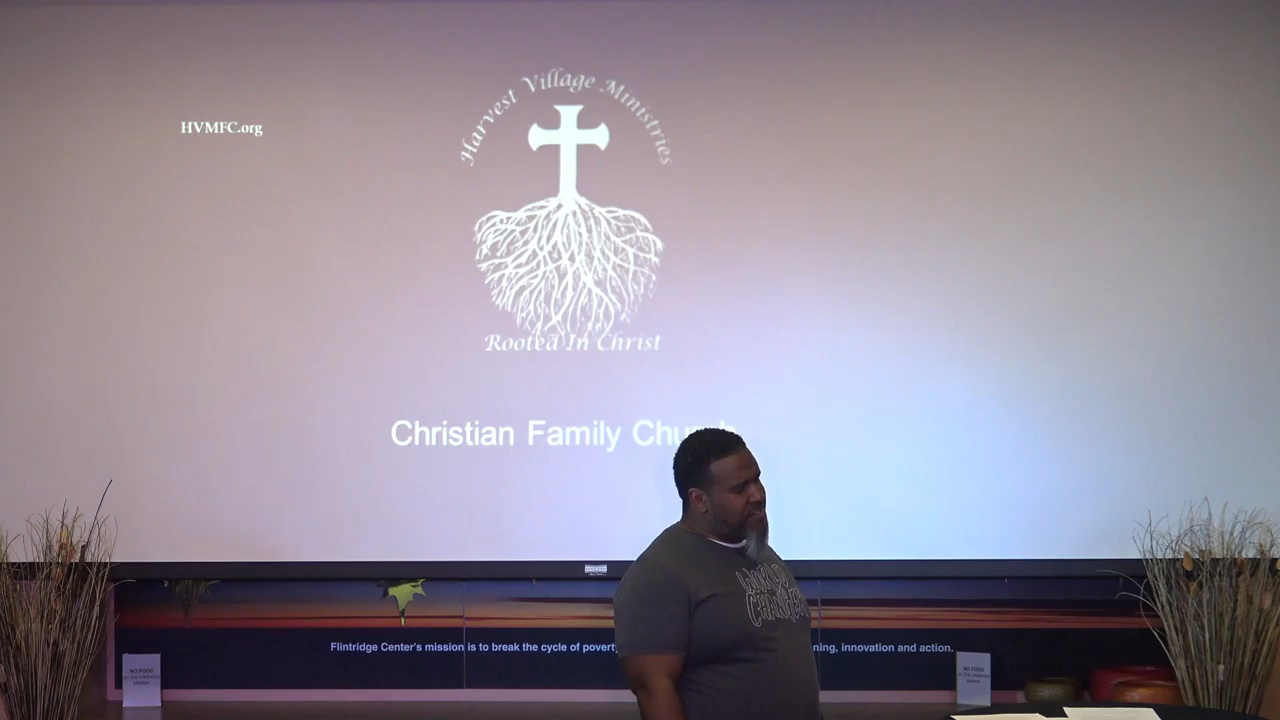 Harvest Village Ministries
HVMFC.org
Rooted In Christ
Christian Family Church
Flintridge Center's mission is to break the cycle of poverty ning, innovation and action.
NO FOOD
NO FOOD